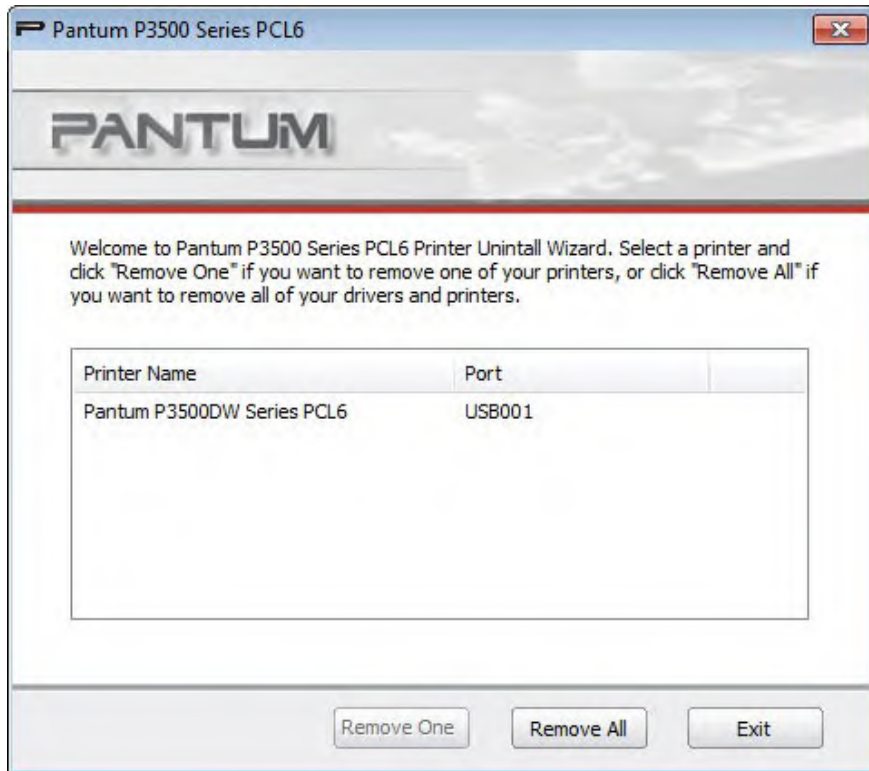 Pantum P3500 Series PCL6
PANTUM
Welcome to Pantum P3500 Series PCL6 Printer Unintall Wizard. Select a printer and
click "Remove One" if you want to remove one of your printers, or click "Remove All" if
you want to remove all of your drivers and printers.
Printer Name Port
Pantum P3500DW Series PCL6 USB001
Remove One Remove All Exit